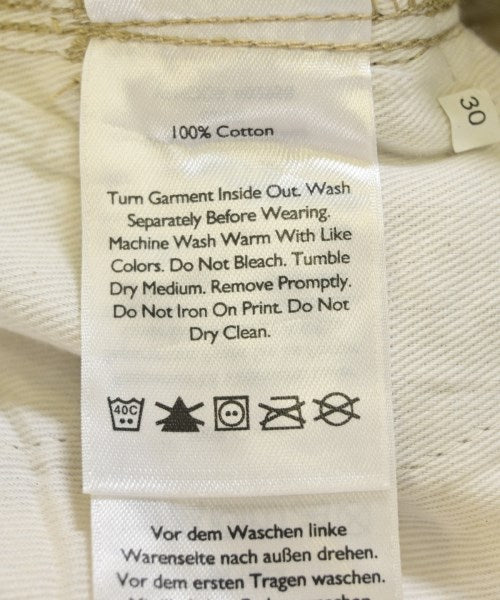 100% Cotton
30
Turn Garment Inside Out. Wash
Separately Before Wearing.
Machine Wash Warm With Like
Colors. Do Not Bleach. Tumble
Dry Medium. Remove Promptly.
Do Not Iron On Print. Do Not
Dry Clean.
40C
Vor dem Waschen linke
Warenseite nach außen drehen.
Vor dem ersten Tragen waschen.